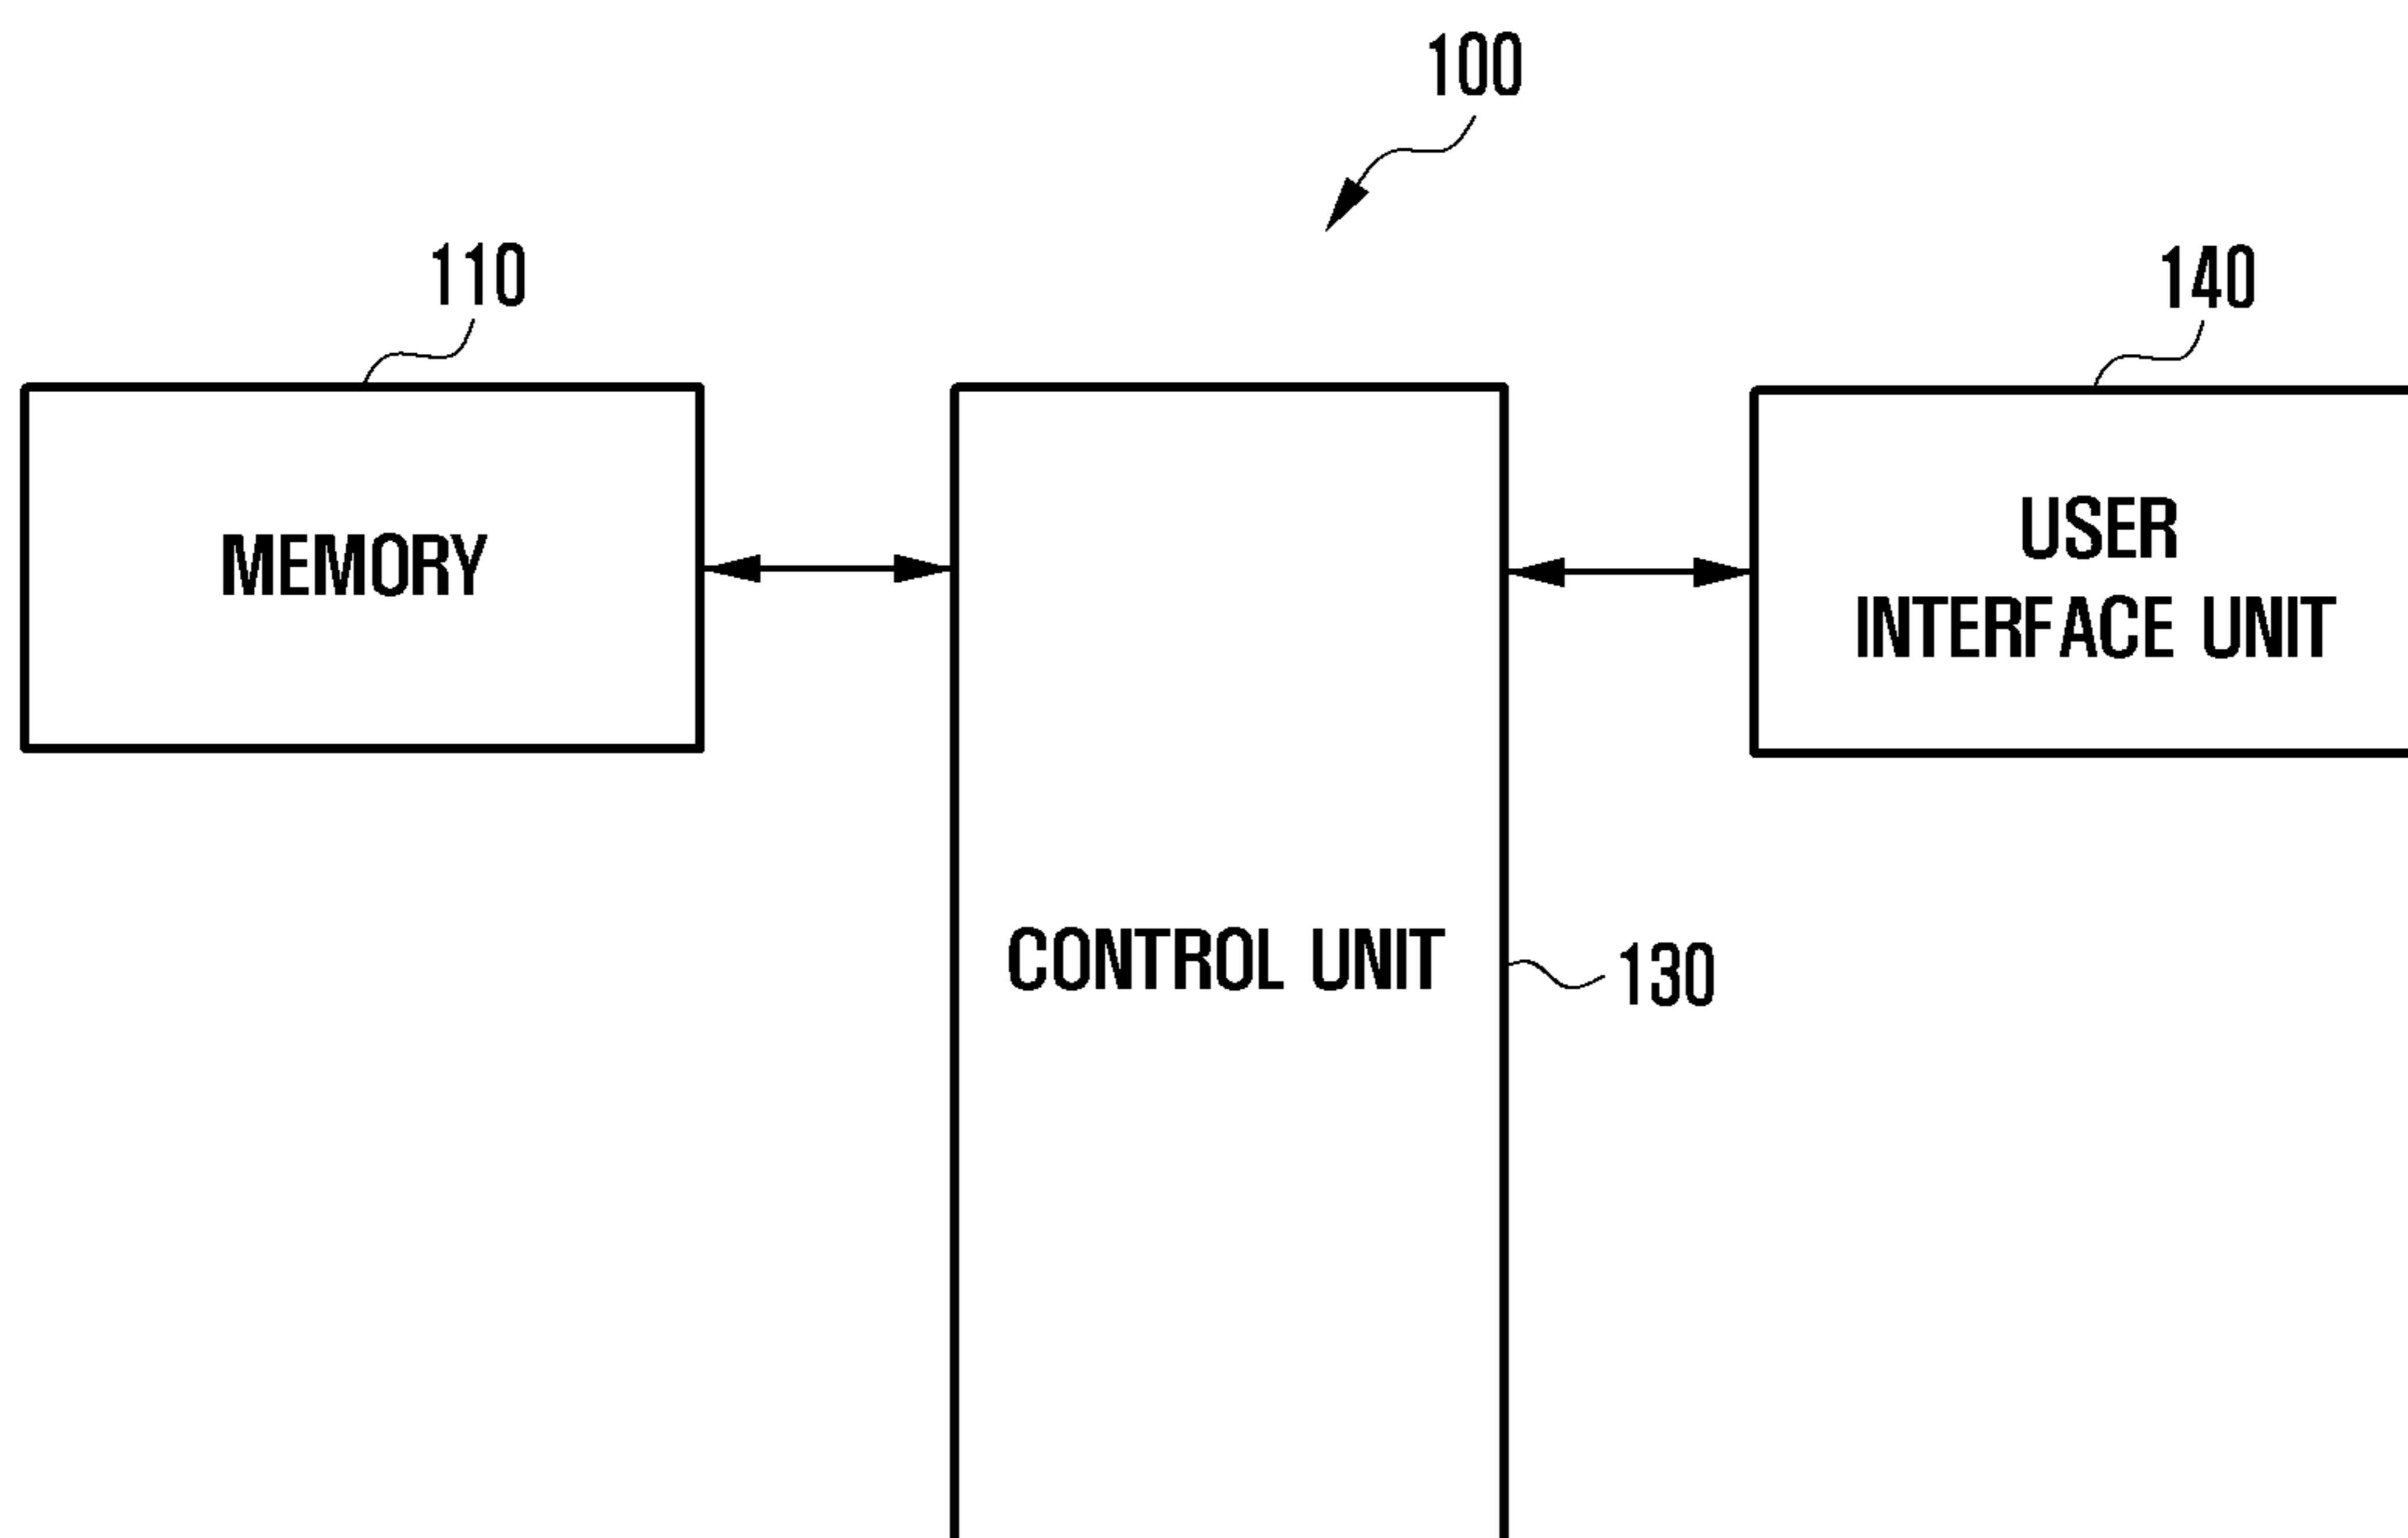 100
110
140
MEMORY
USER
INTERFACE UNIT
CONTROL UNIT
130